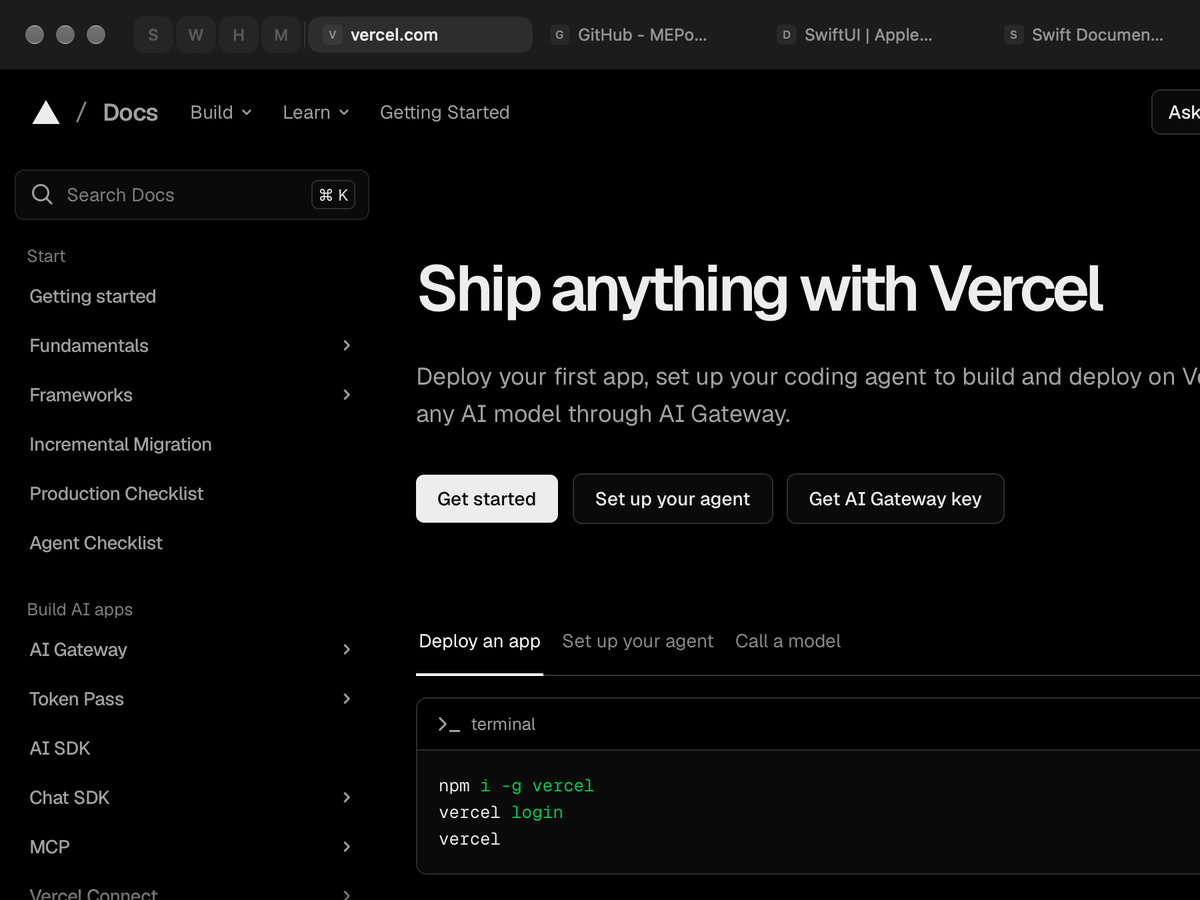 S W H M V vercel.com G GitHub - MEPo... D SwiftUI | Apple... S Swift Documen...
/ Docs Build Learn Getting Started Ask
Search Docs ⌘ K
Start
Getting started
Fundamentals
Frameworks
Incremental Migration
Production Checklist
Agent Checklist
Build AI apps
AI Gateway
Token Pass
AI SDK
Chat SDK
MCP
Vercel Connect
Ship anything with Vercel
Deploy your first app, set up your coding agent to build and deploy on Ve
any AI model through AI Gateway.
Get started Set up your agent Get AI Gateway key
Deploy an app Set up your agent Call a model
>_ terminal
npm i -g vercel
vercel login
vercel